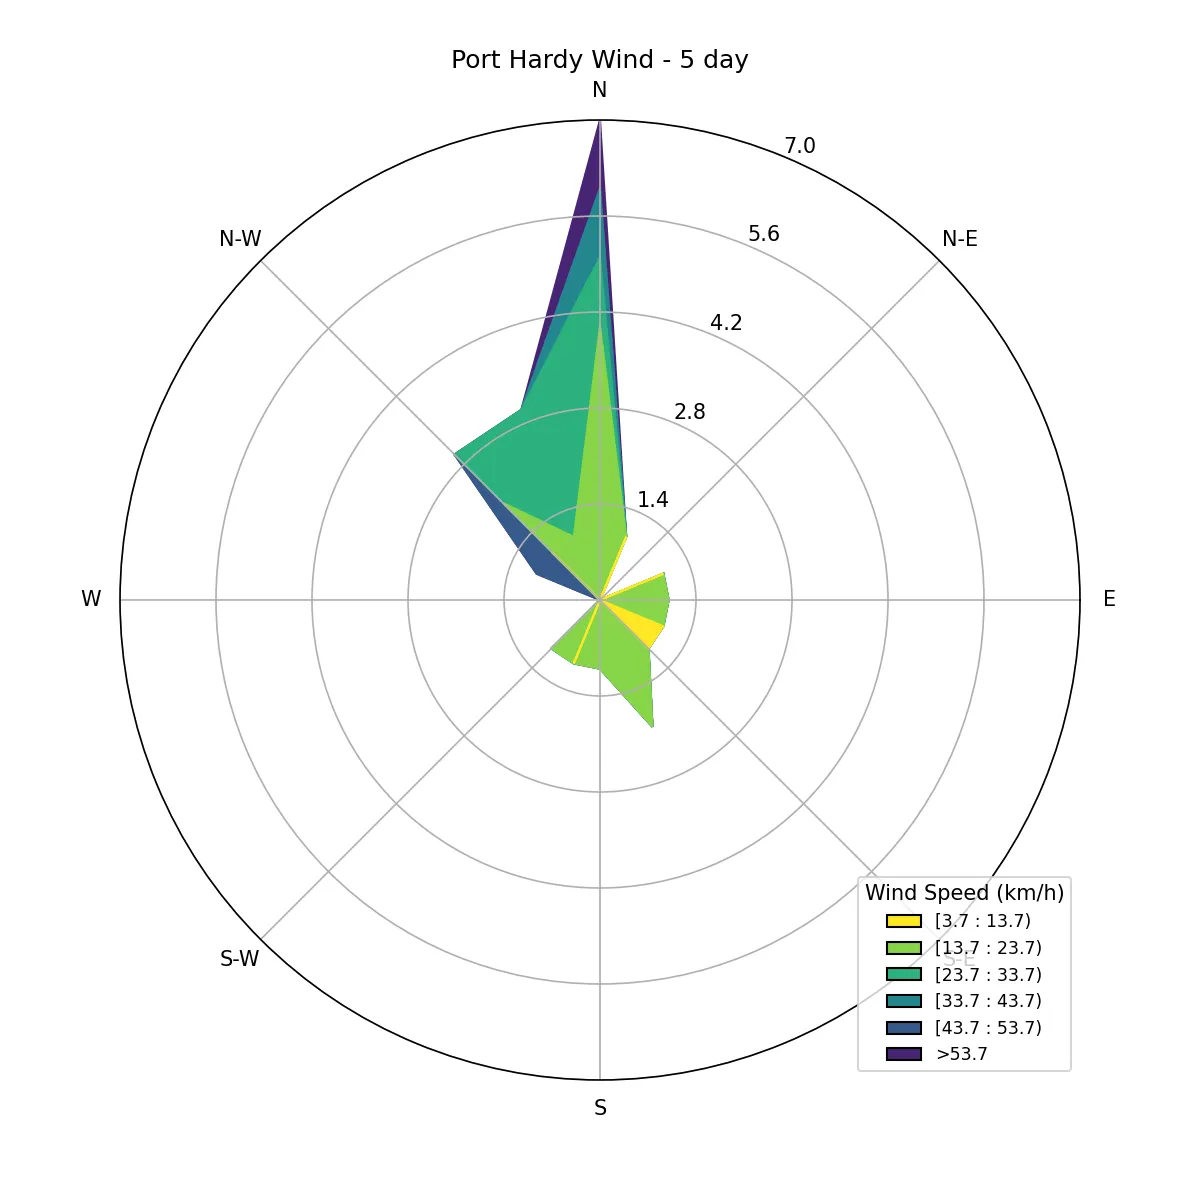 Port Hardy Wind - 5 day
N
7.0
N-W
N-E
5.6
4.2
2.8
1.4
W
E
Wind Speed (km/h)
[3.7 : 13.7)
[13.7 : 23.7)
S-W
S-E
[23.7 : 33.7)
[33.7 : 43.7)
[43.7 : 53.7)
>53.7
S